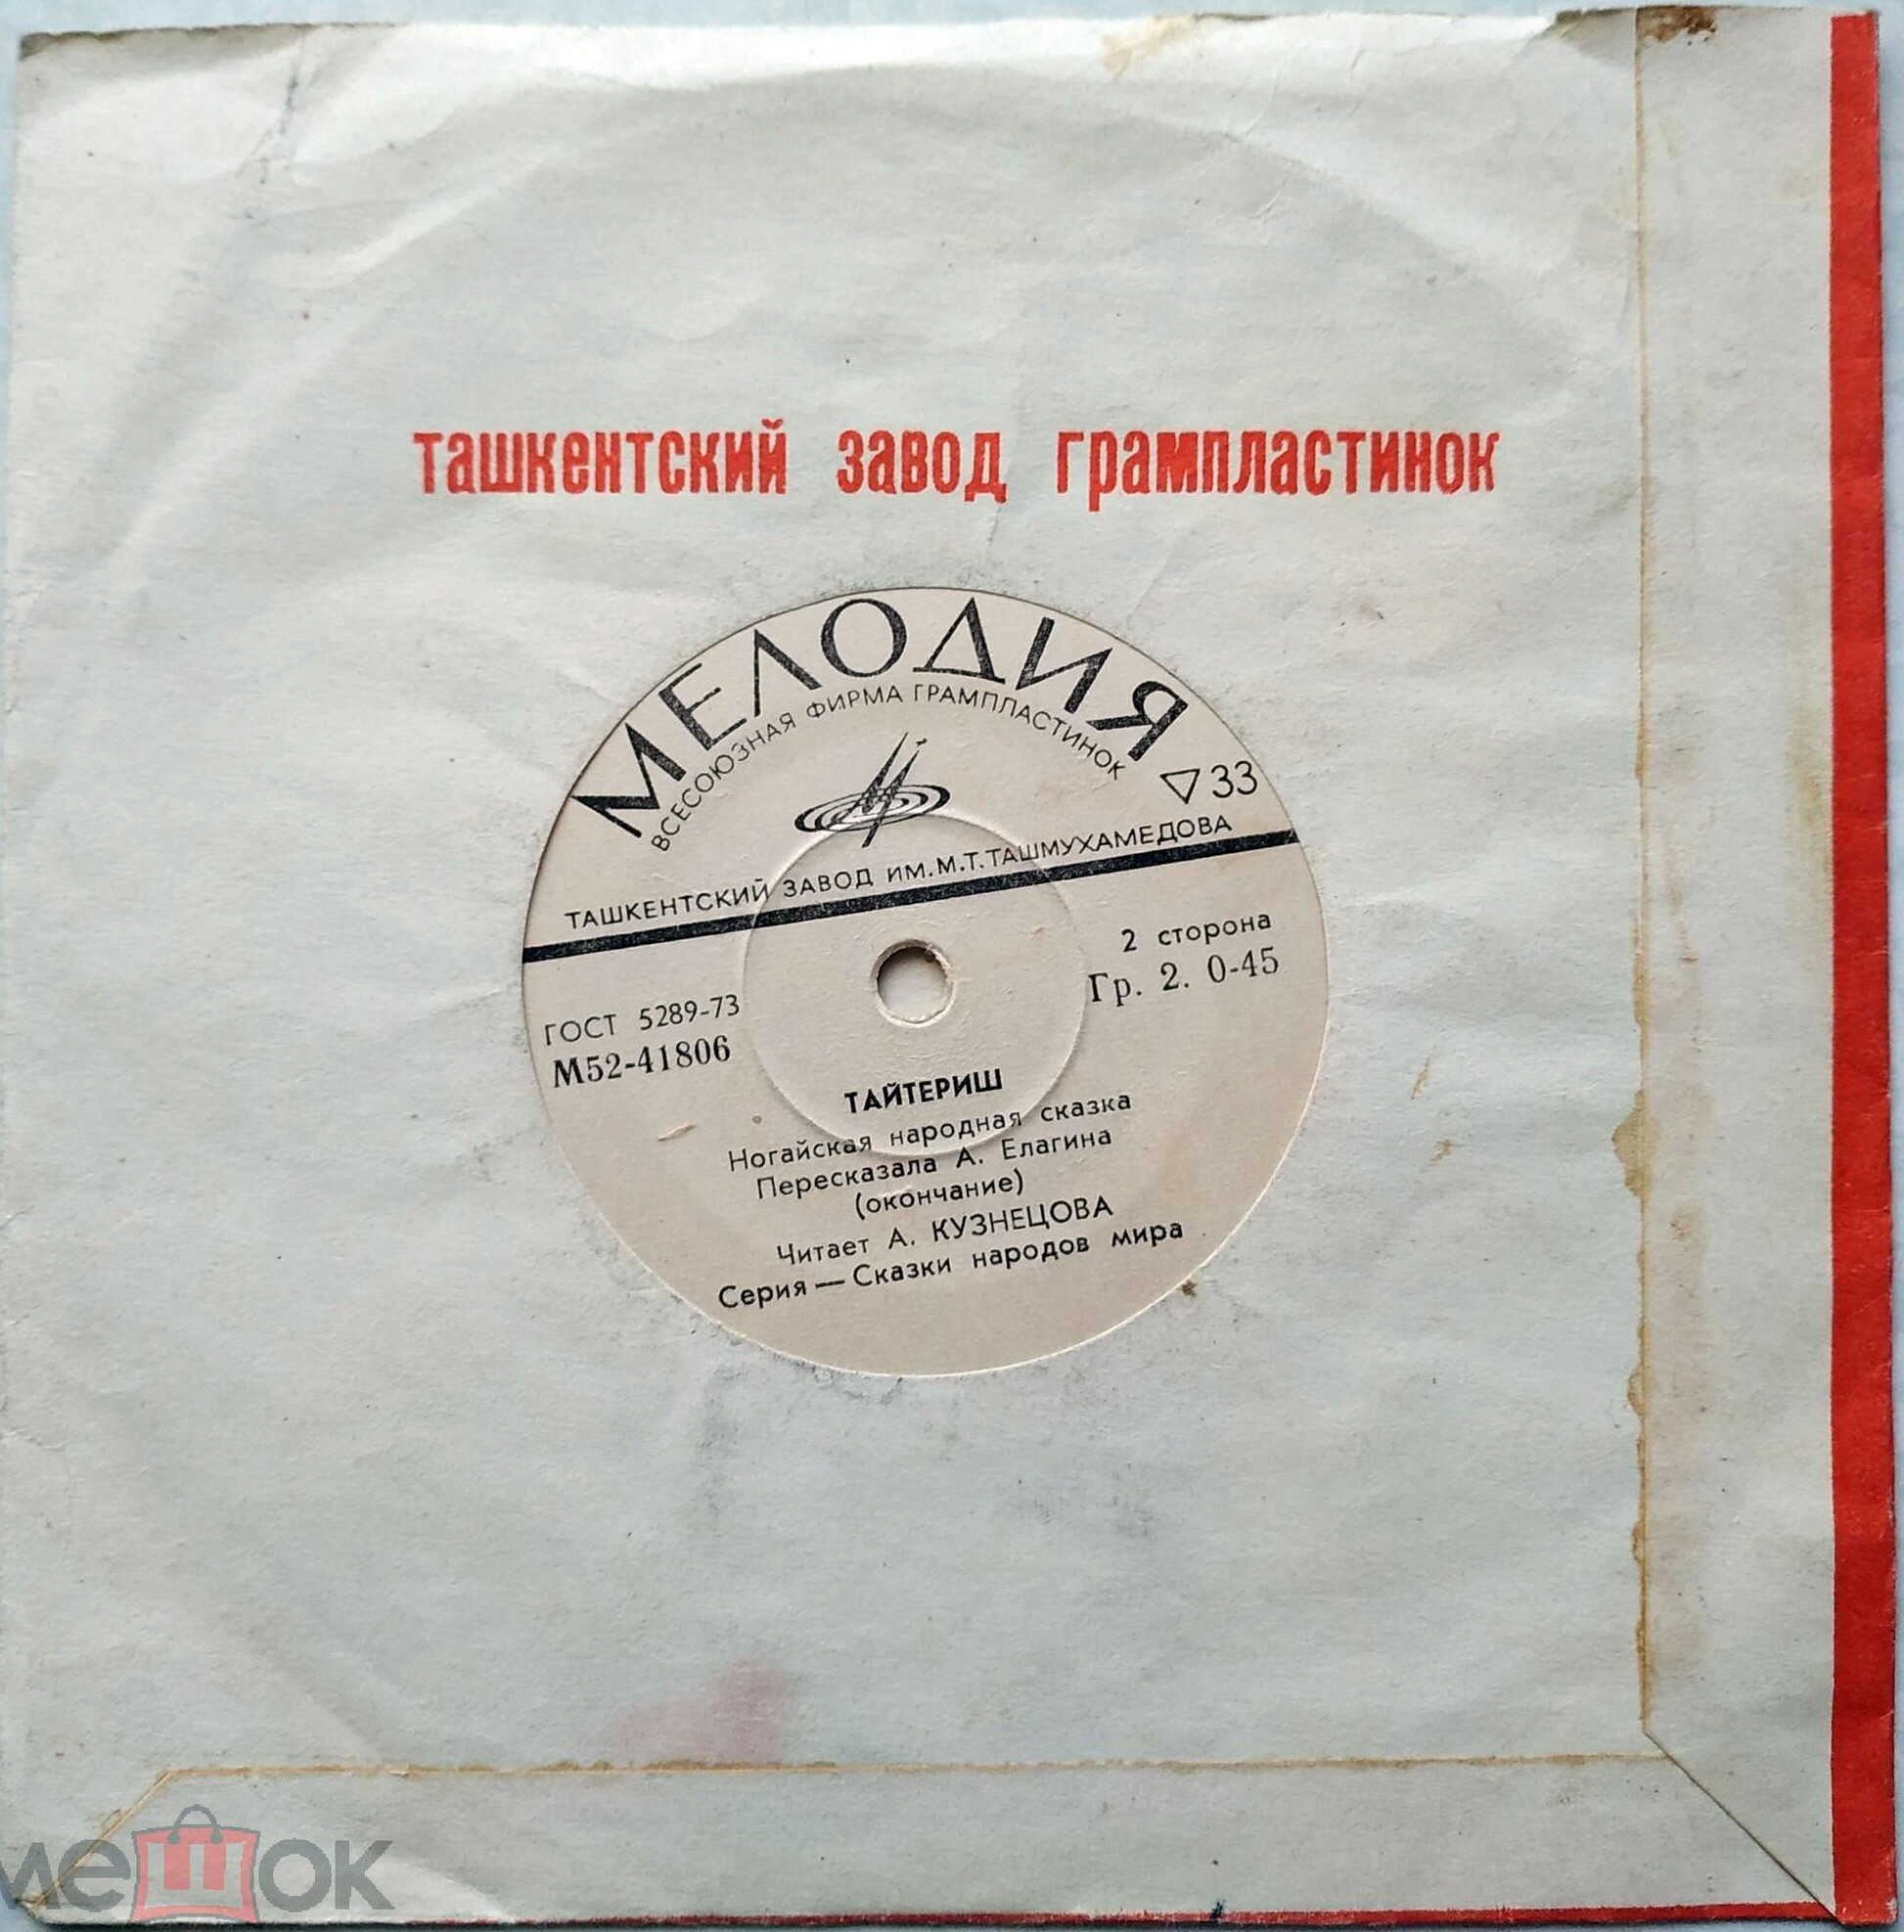 ташкентский завод грампластинок
МЕЛОДИЯ
ВСЕСОЮЗНАЯ ФИРМА ГРАМПЛАСТИНОК
▽33
ТАШКЕНТСКИЙ ЗАВОД ИМ.М.Т.ТАШМУХАМЕДОВА
2 сторона
Гр. 2. 0-45
ГОСТ 5289-73
М52-41806
ТАЙТЕРИШ
Ногайская народная сказка
Пересказала А. Елагина
(окончание)
Читает А. КУЗНЕЦОВА
Серия — Сказки народов мира
мешок